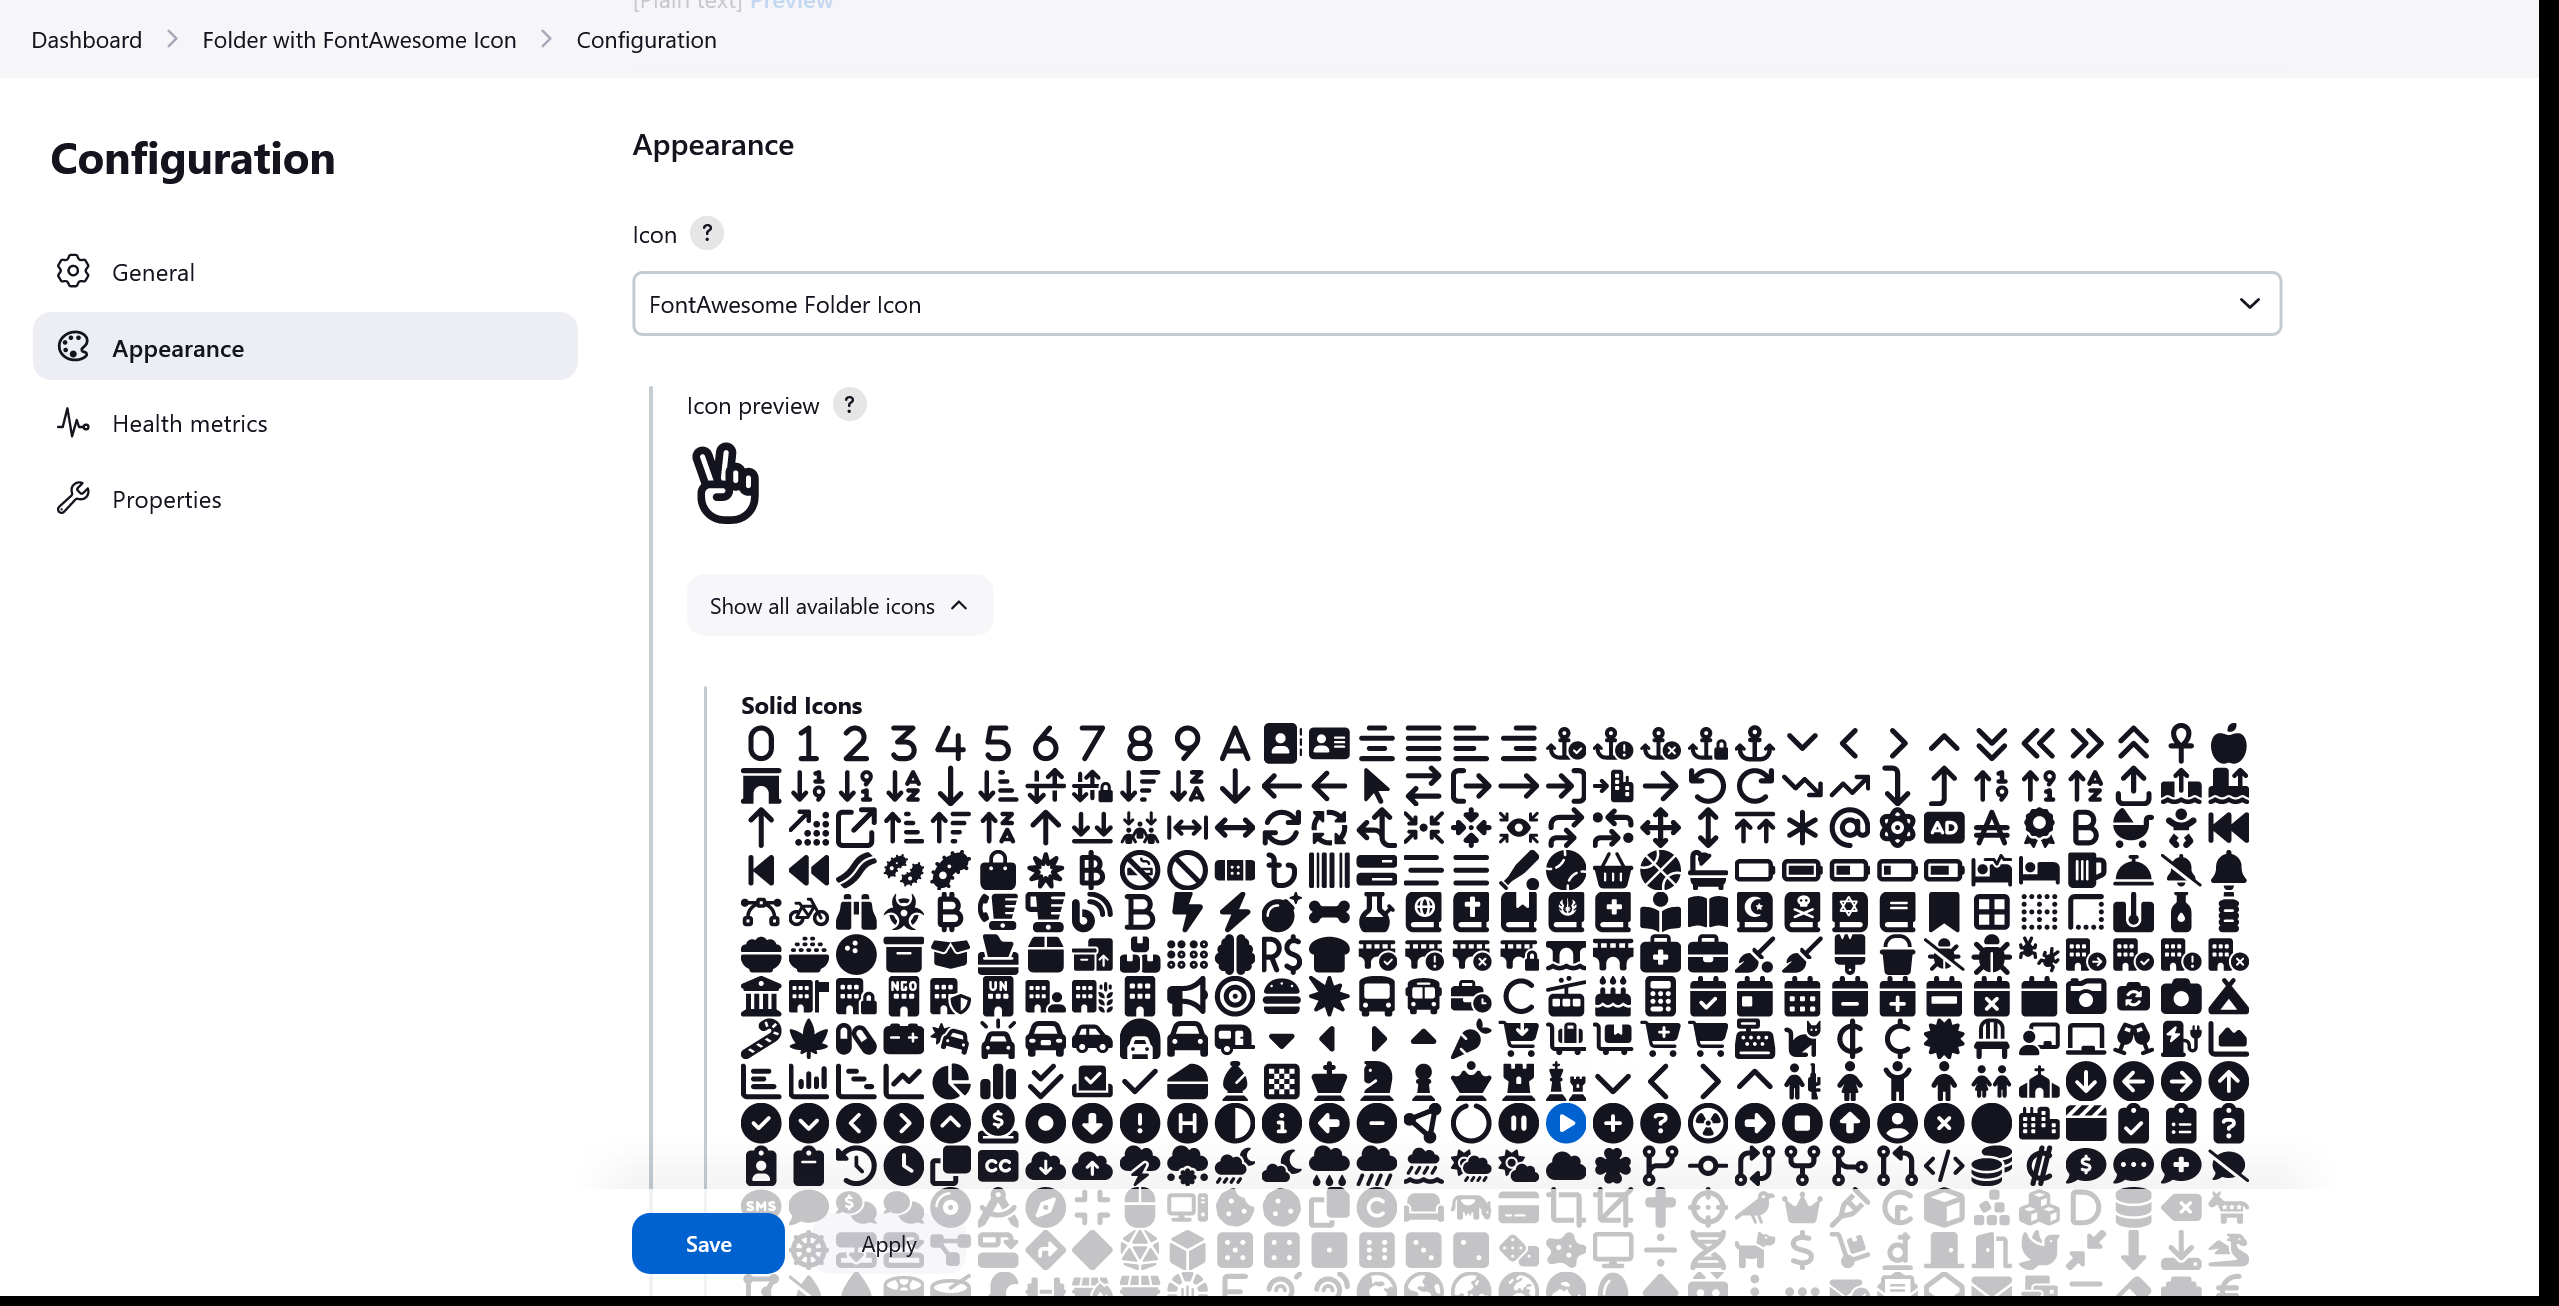 [Plain text] Preview
Dashboard
Folder with FontAwesome Icon
Configuration
Configuration
General
Appearance
Health metrics
Properties
Appearance
Icon ?
FontAwesome Folder Icon
Icon preview ?
Show all available icons
Solid Icons
0 1 2 3 4 5 6 7 8 9 A
AD
B
B
R$
NGO UN
C
CC
SMS
D
Save
Apply